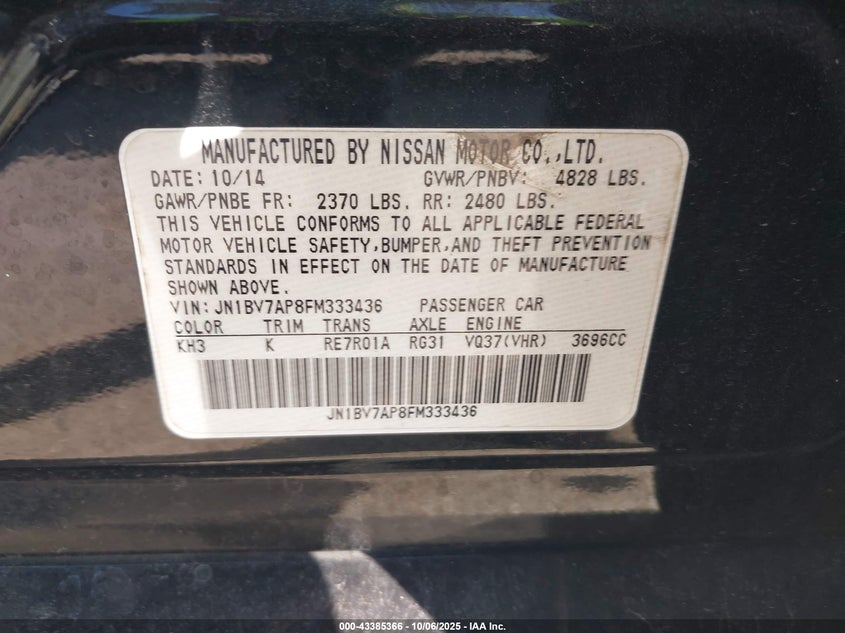 MANUFACTURED BY NISSAN MOTOR CO.,LTD.
DATE: 10/14 GVWR/PNBV: 4828 LBS.
GAWR/PNBE FR: 2370 LBS. RR: 2480 LBS.
THIS VEHICLE CONFORMS TO ALL APPLICABLE FEDERAL
MOTOR VEHICLE SAFETY,BUMPER,AND THEFT PREVENTION
STANDARDS IN EFFECT ON THE DATE OF MANUFACTURE
SHOWN ABOVE.
VIN: JN1BV7AP8FM333436 PASSENGER CAR
COLOR TRIM TRANS AXLE ENGINE
KH3 K RE7R01A RG31 VQ37(VHR) 3696CC
JN1BV7AP8FM333436
000-43385366 - 10/06/2025 - IAA Inc.